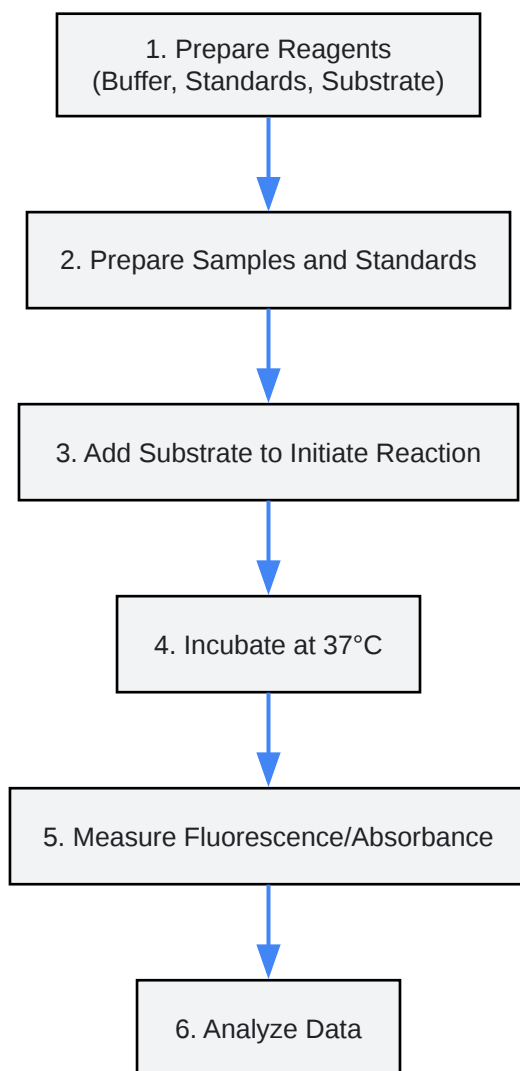 1. Prepare Reagents
(Buffer, Standards, Substrate)
2. Prepare Samples and Standards
3. Add Substrate to Initiate Reaction
4. Incubate at 37°C
5. Measure Fluorescence/Absorbance
6. Analyze Data